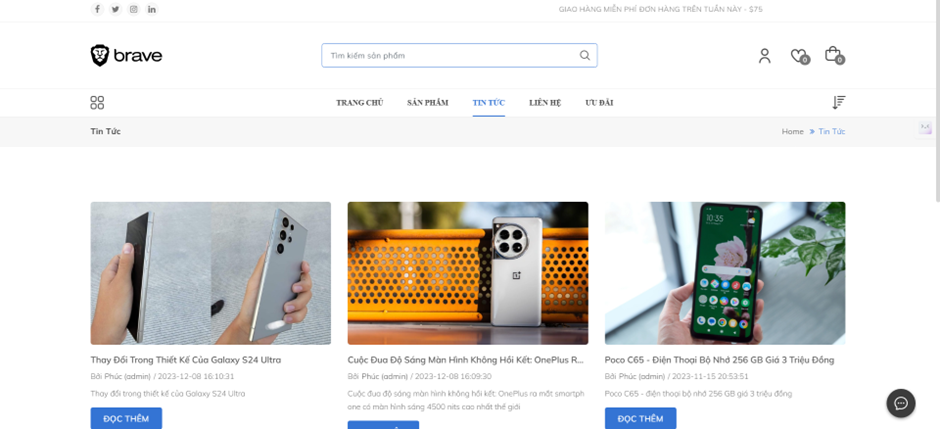 GIAO HÀNG MIỄN PHÍ ĐƠN HÀNG TRÊN TUẦN NÀY - $75
brave
Tìm kiếm sản phẩm
0
0
TRANG CHỦ SẢN PHẨM TIN TỨC LIÊN HỆ ƯU ĐÃI
Tin Tức
Home » Tin Tức
10:35
Thay Đổi Trong Thiết Kế Của Galaxy S24 Ultra
Bởi Phúc (admin) / 2023-12-08 16:10:31
Thay đổi trong thiết kế của Galaxy S24 Ultra
ĐỌC THÊM
Cuộc Đua Độ Sáng Màn Hình Không Hồi Kết: OnePlus R...
Bởi Phúc (admin) / 2023-12-08 16:09:30
Cuộc đua độ sáng màn hình không hồi kết: OnePlus ra mắt smartph
one có màn hình sáng 4500 nits cao nhất thế giới
Poco C65 - Điện Thoại Bộ Nhớ 256 GB Giá 3 Triệu Đồng
Bởi Phúc (admin) / 2023-11-15 20:53:51
Poco C65 - điện thoại bộ nhớ 256 GB giá 3 triệu đồng
ĐỌC THÊM